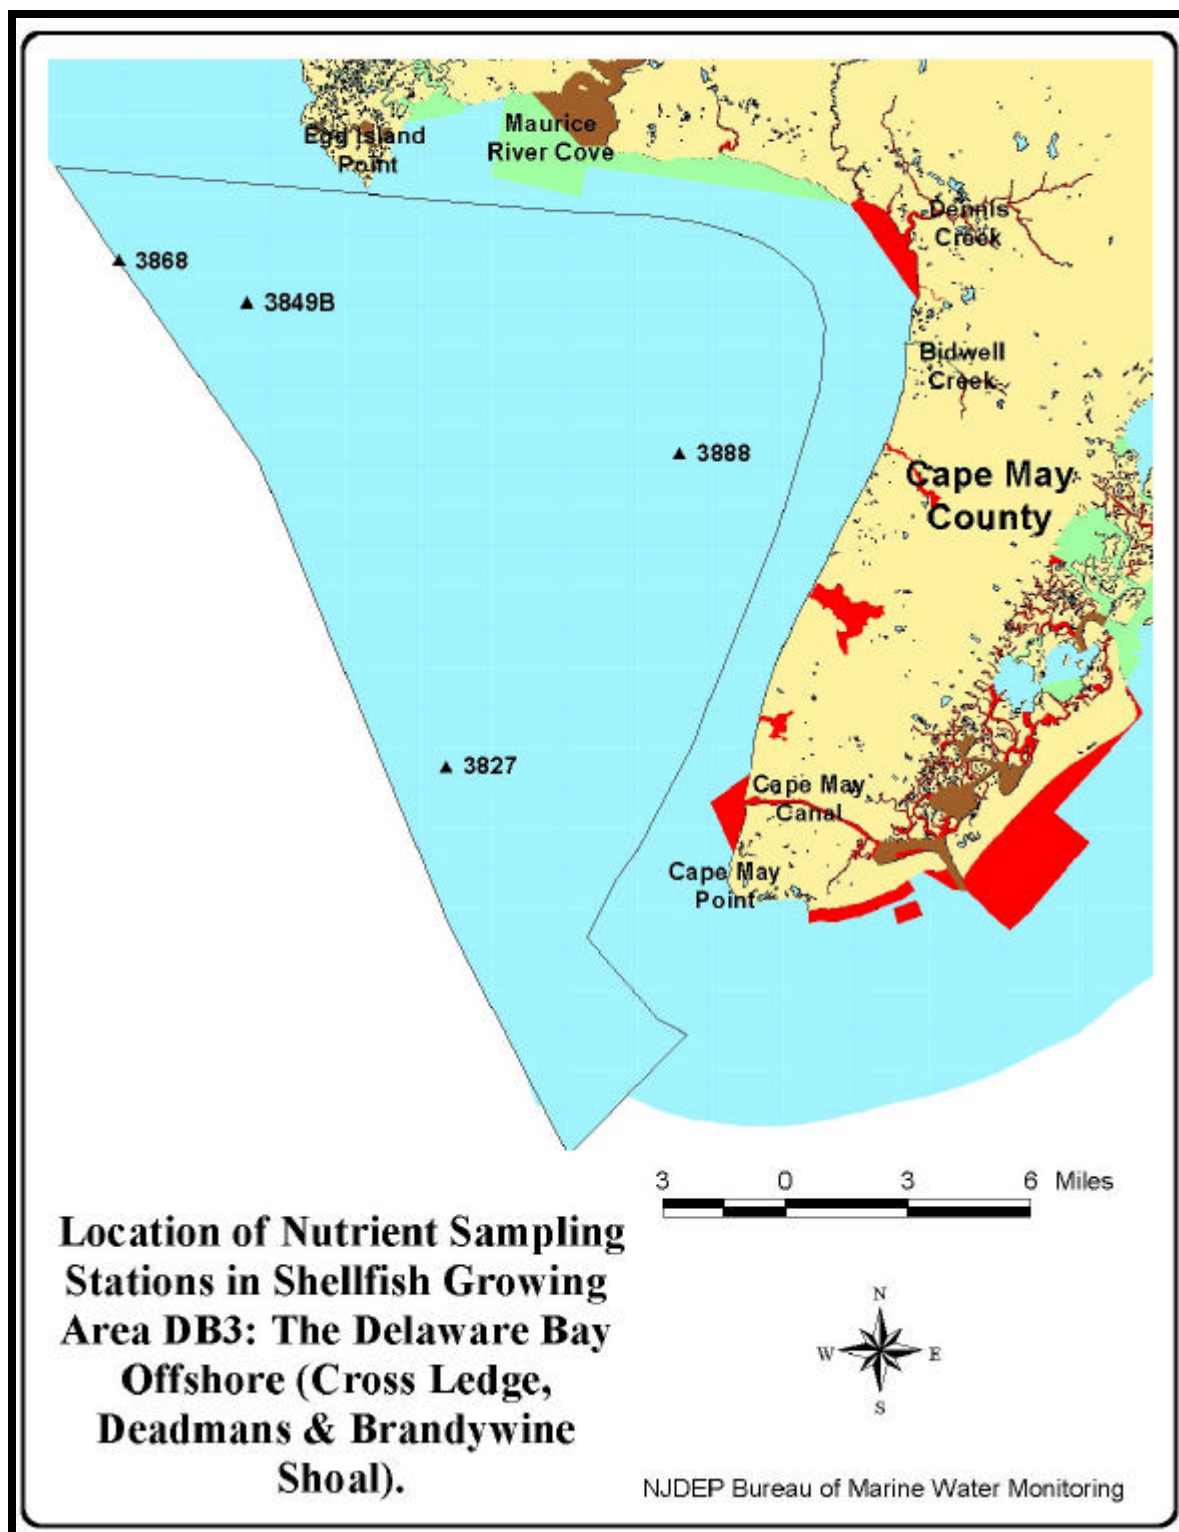 Egg Island
Point
Maurice
River Cove
Dennis
Creek
3868
3849B
Bidwell
Creek
3888
Cape May
County
3827
Cape May
Canal
Cape May
Point
3 0 3 6 Miles
Location of Nutrient Sampling
Stations in Shellfish Growing
Area DB3: The Delaware Bay
Offshore (Cross Ledge,
Deadmans & Brandywine
Shoal).
N
W E
S
NJDEP Bureau of Marine Water Monitoring